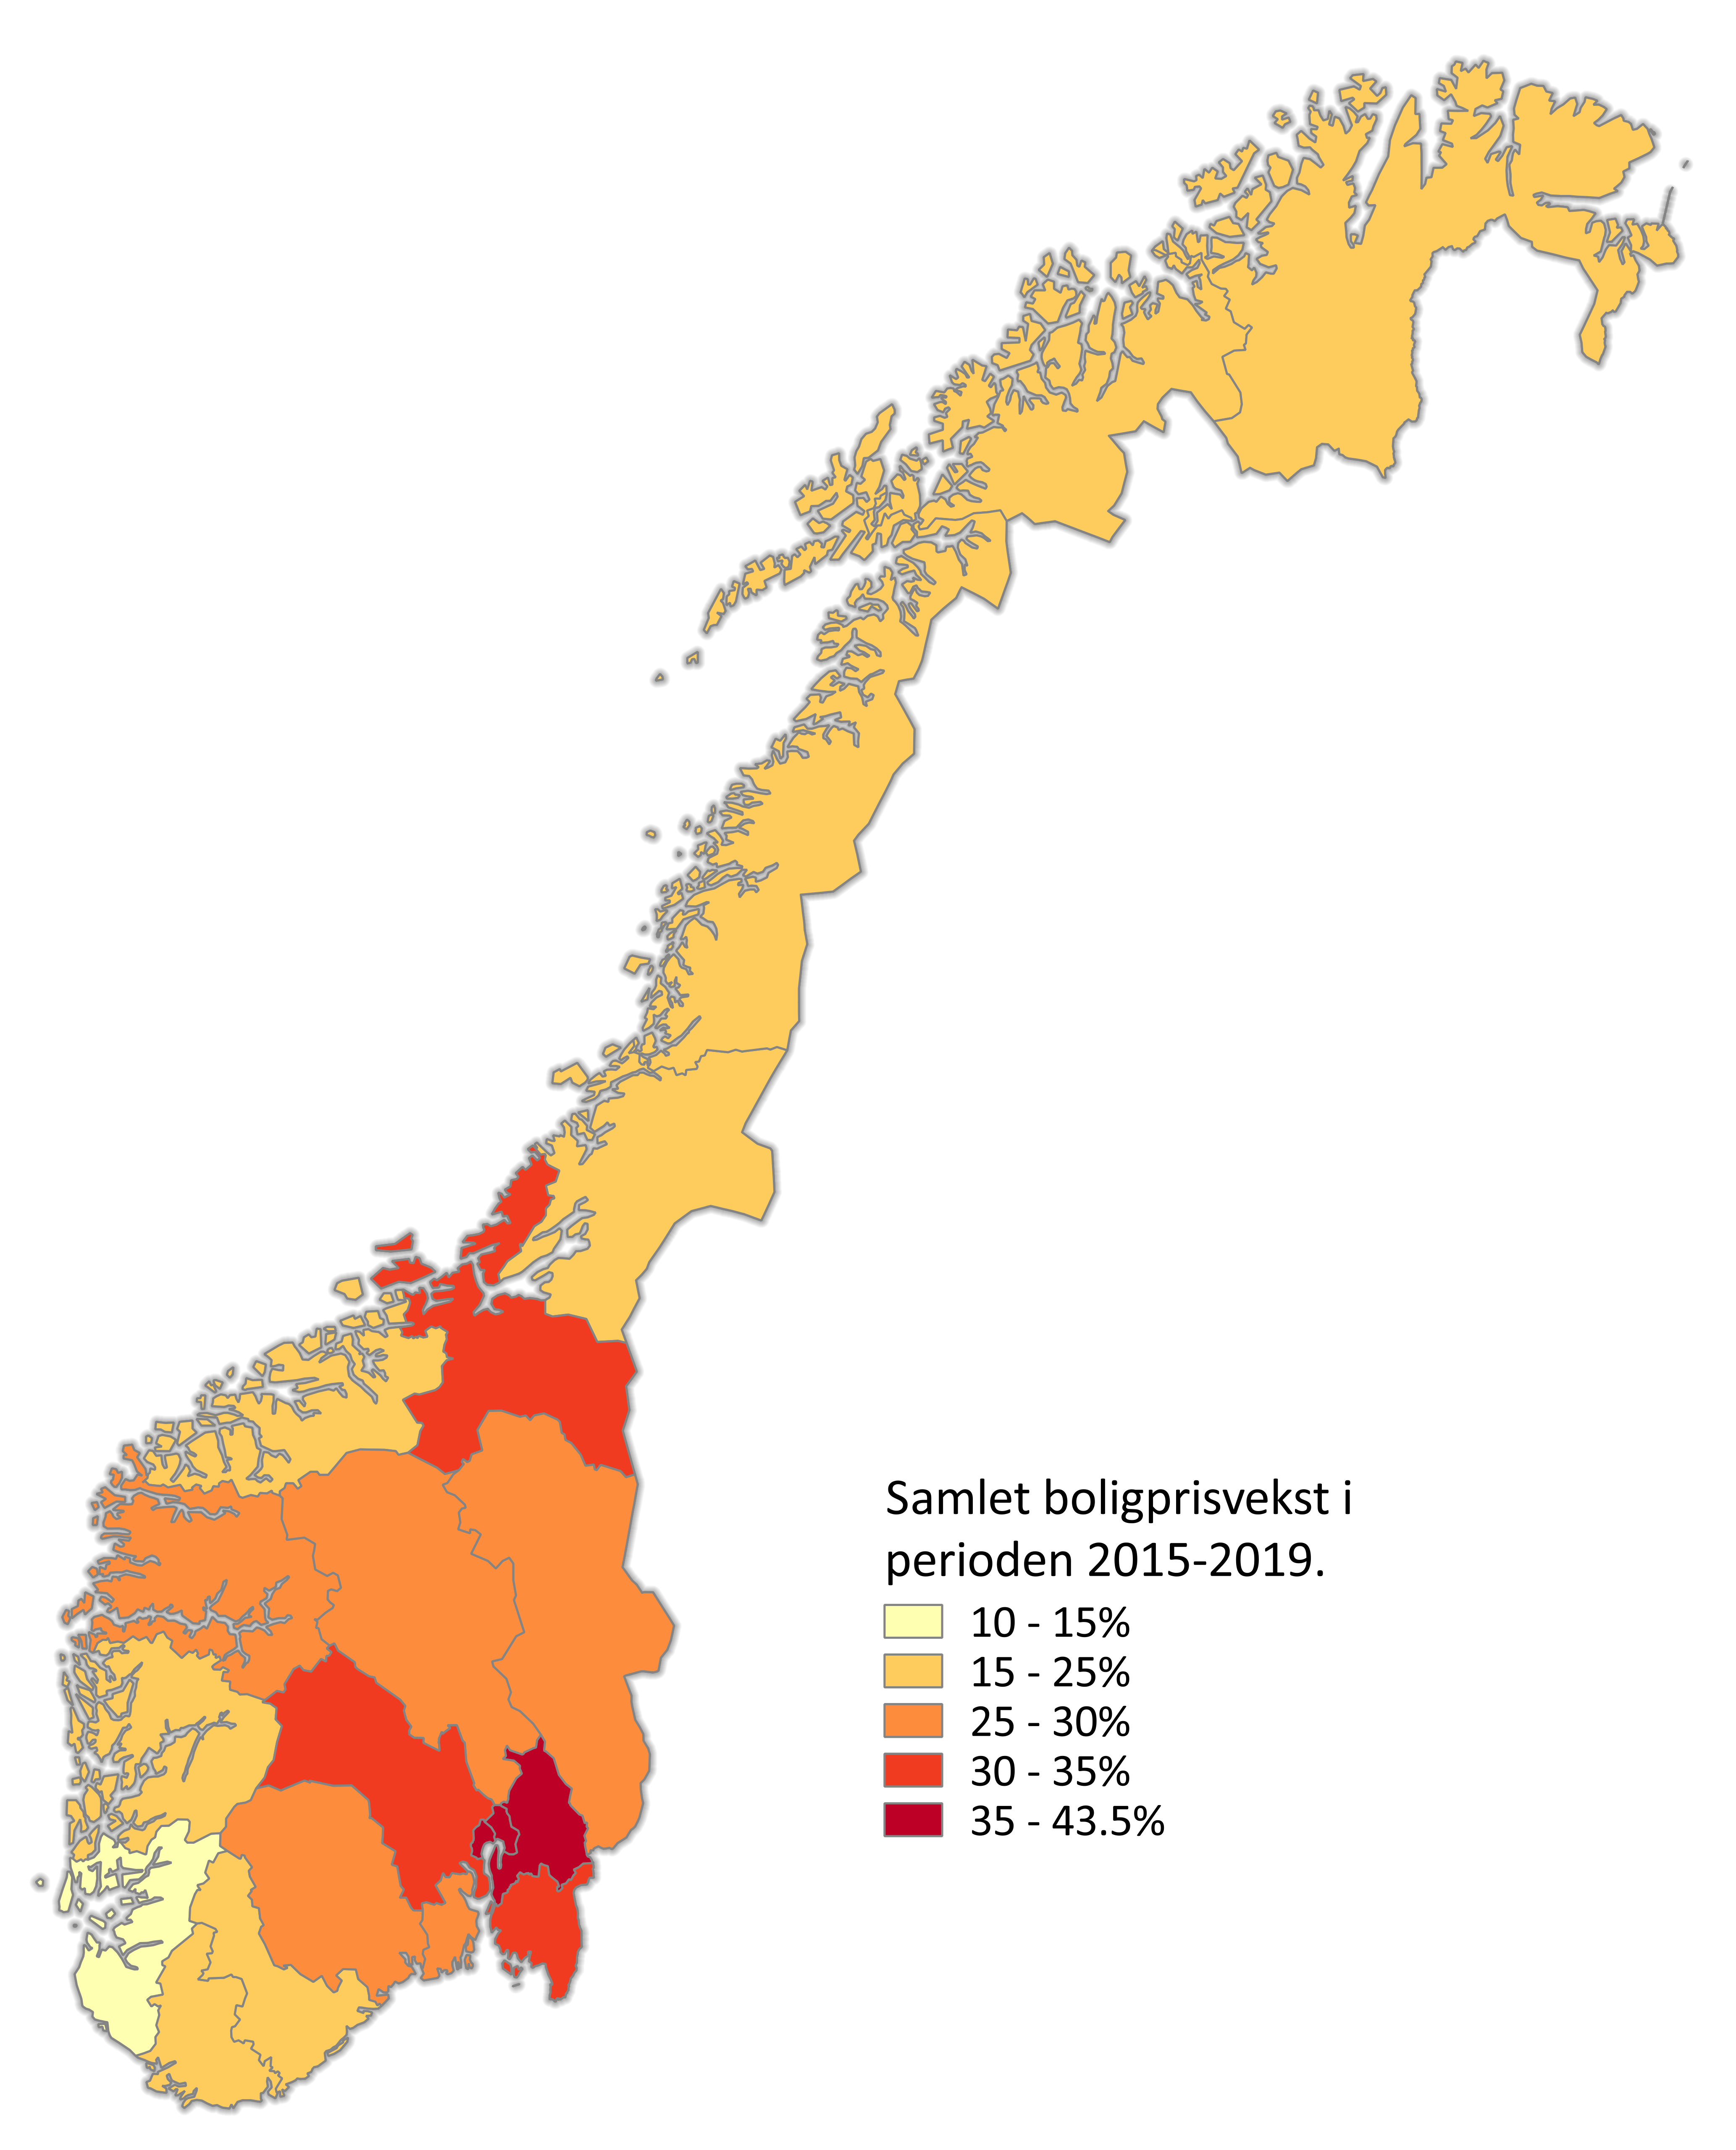 Samlet boligprisvekst i
perioden 2015-2019.
10 - 15%
15 - 25%
25 - 30%
30 - 35%
35 - 43.5%